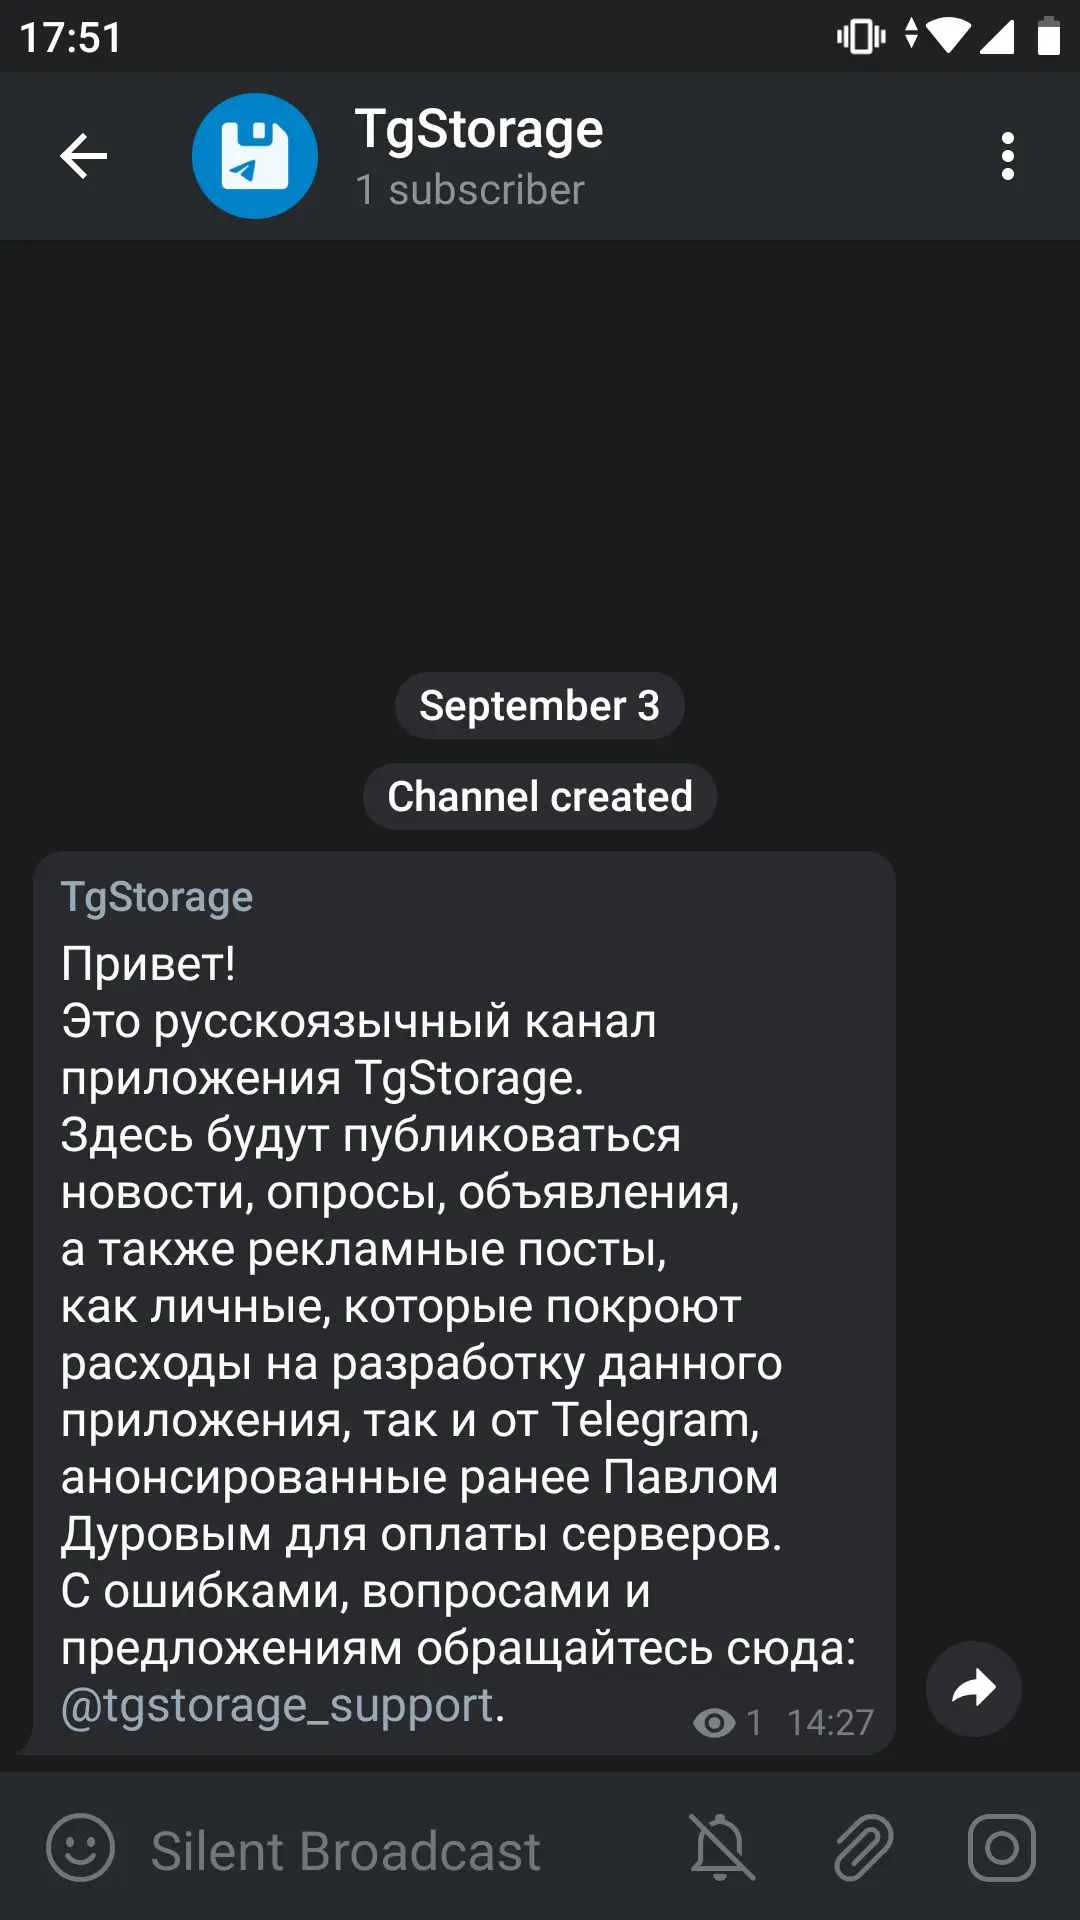 17:51
TgStorage
1 subscriber
September 3
Channel created
TgStorage
Привет!
Это русскоязычный канал
приложения TgStorage.
Здесь будут публиковаться
новости, опросы, объявления,
а также рекламные посты,
как личные, которые покроют
расходы на разработку данного
приложения, так и от Telegram,
анонсированные ранее Павлом
Дуровым для оплаты серверов.
С ошибками, вопросами и
предложениям обращайтесь сюда:
@tgstorage_support.
1 14:27
Silent Broadcast